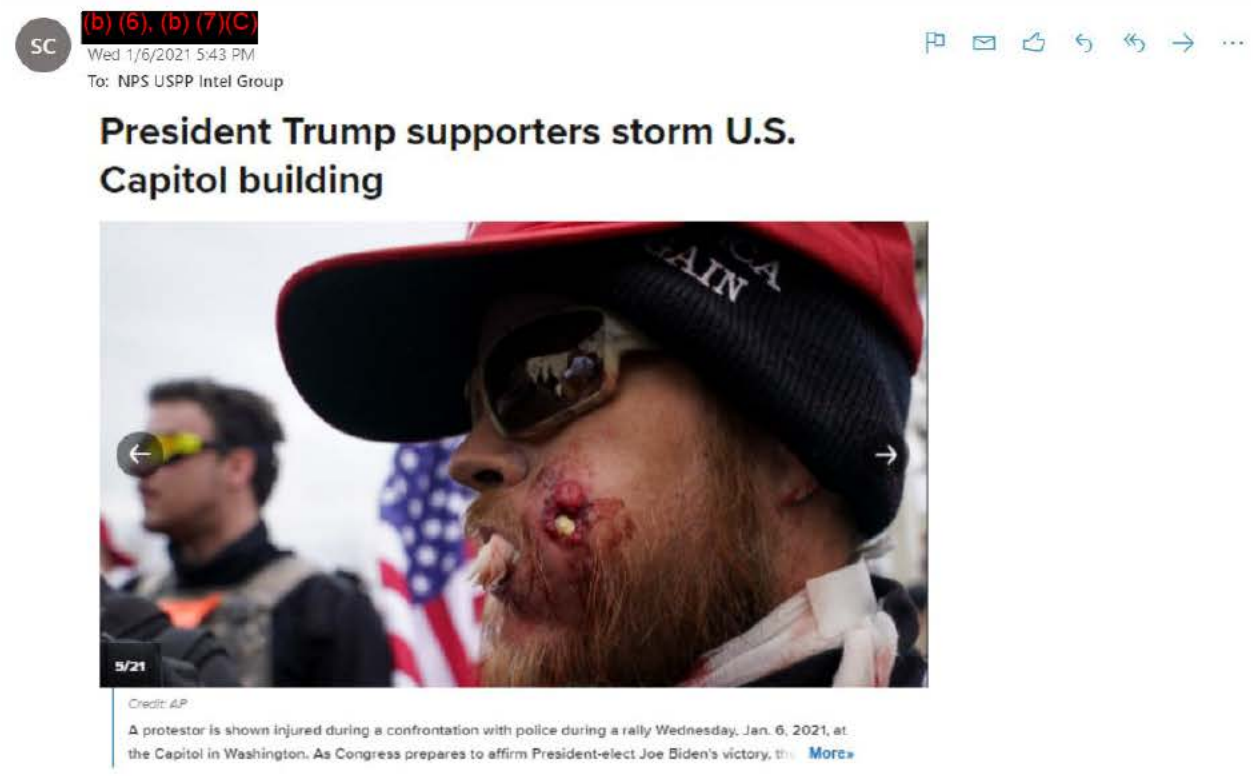 (b) (6), (b) (7)(C)
SC
Wed 1/6/2021 5:43 PM
To: NPS USPP Intel Group
President Trump supporters storm U.S.
Capitol building
CA
AIN
5/21
Credit: AP
A protestor is shown injured during a confrontation with police during a rally Wednesday, Jan. 6, 2021, at
the Capitol in Washington. As Congress prepares to affirm President-elect Joe Biden's victory, th More»